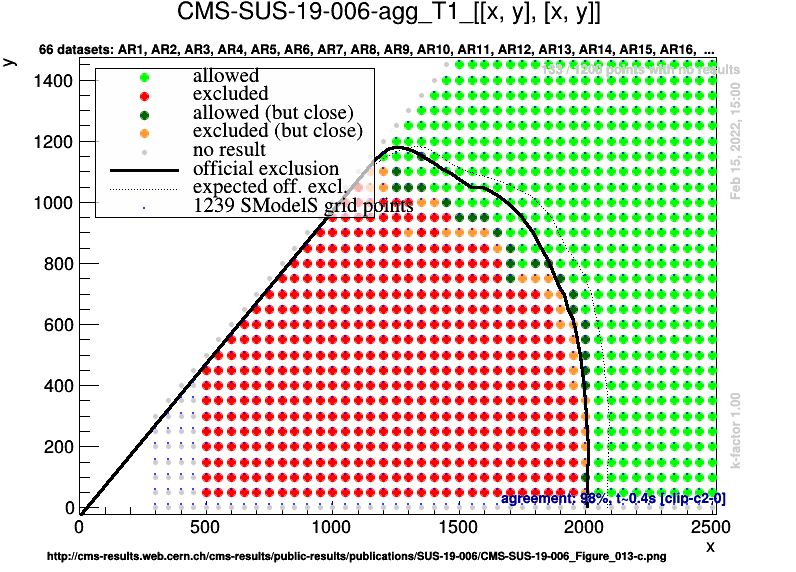 CMS-SUS-19-006-agg_T1_[[x, y], [x, y]]
66 datasets: AR1, AR2, AR3, AR4, AR5, AR6, AR7, AR8, AR9, AR10, AR11, AR12, AR13, AR14, AR15, AR16, ...
y
allowed
excluded
allowed (but close)
excluded (but close)
no result
official exclusion
expected off. excl.
1239 SModelS grid points
points with no results
Feb 15, 2022, 15:00
k-factor 1.00
1400
1200
1000
800
600
400
200
0
agreement: 98%, t~0.4s [clip-c2-0]
0 500 1000 1500 2000 2500
x
http://cms-results.web.cern.ch/cms-results/public-results/publications/SUS-19-006/CMS-SUS-19-006_Figure_013-c.png